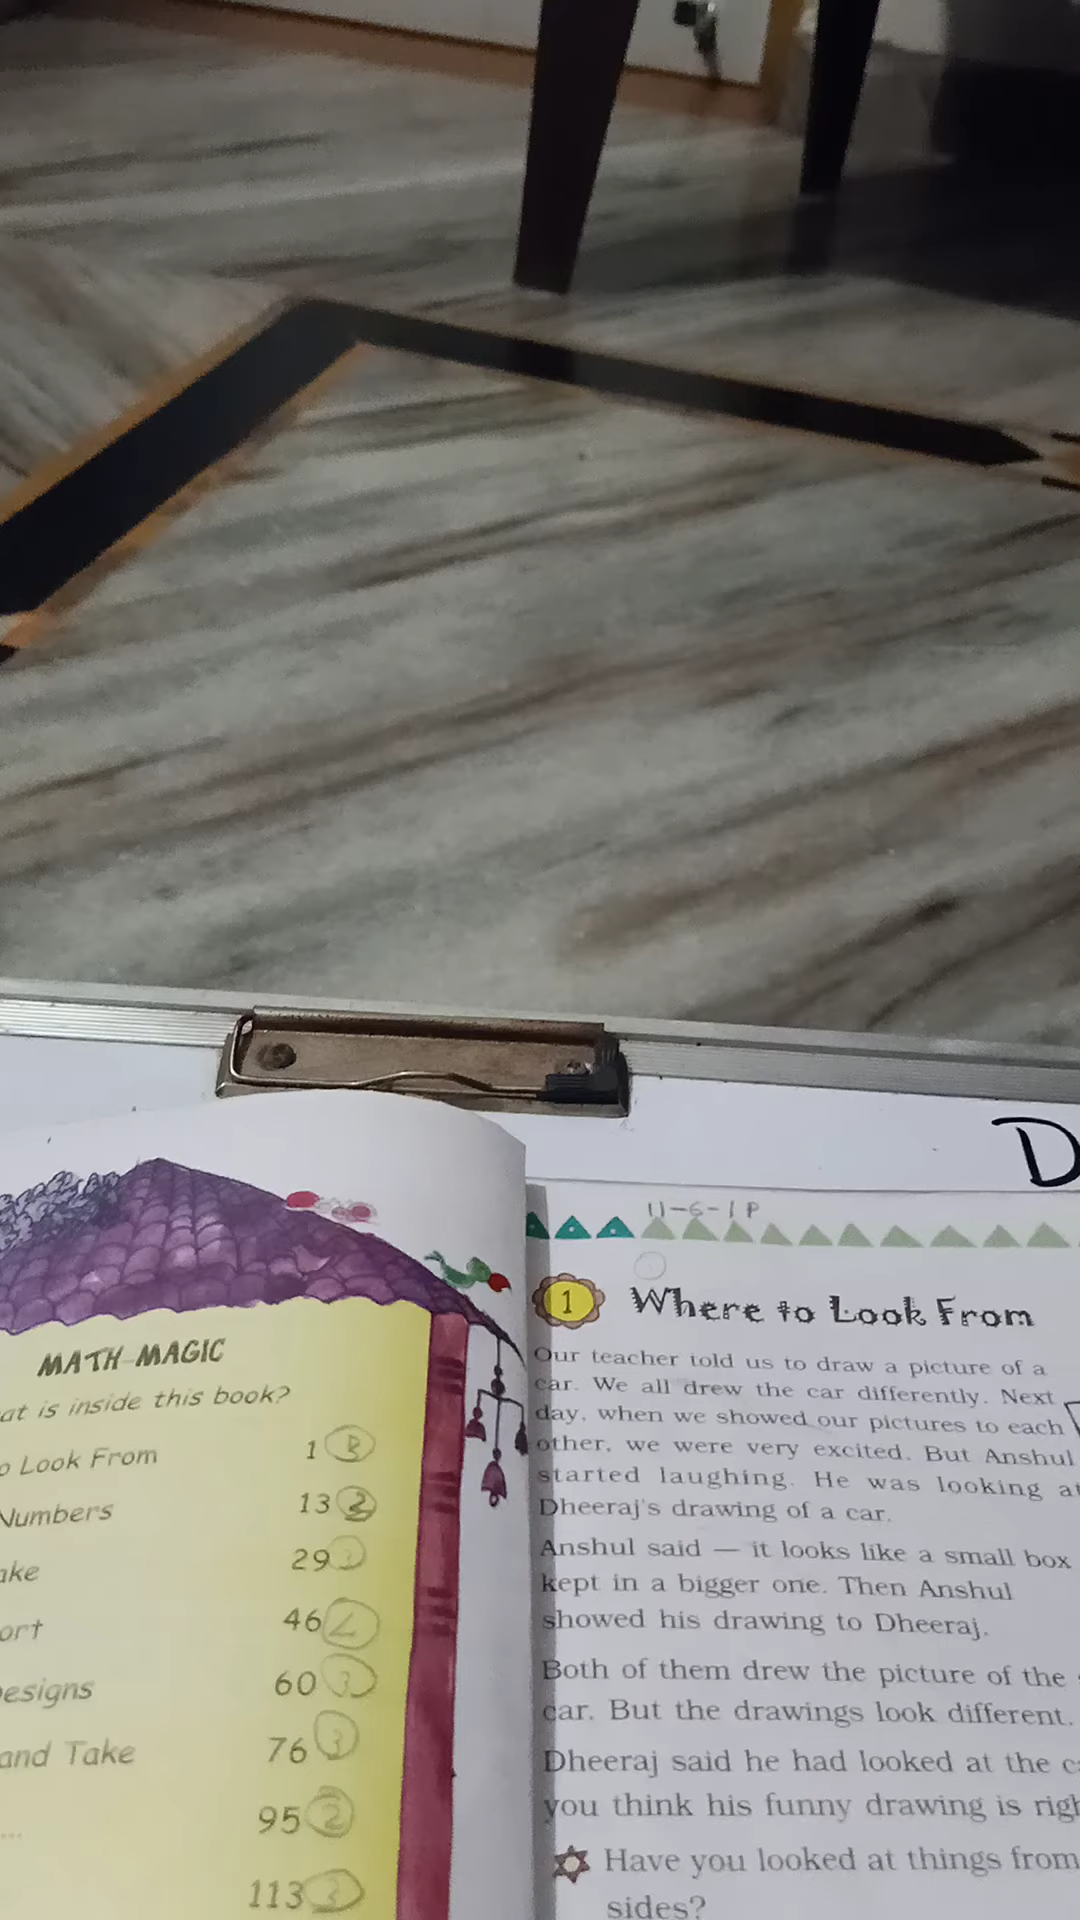 D
MATH MAGIC
at is inside this book?
o Look From 1
Numbers 13 2
ake 29 3
ort 46
esigns 60 3
and Take 76 3
... 95 2
113
11-6-1 P
1 Where to Look From
Our teacher told us to draw a picture of a
car. We all drew the car differently. Next
day, when we showed our pictures to each
other, we were very excited. But Anshul
started laughing. He was looking at
Dheeraj's drawing of a car.
Anshul said — it looks like a small box
kept in a bigger one. Then Anshul
showed his drawing to Dheeraj.
Both of them drew the picture of the
car. But the drawings look different.
Dheeraj said he had looked at the c
you think his funny drawing is righ
Have you looked at things from
sides?